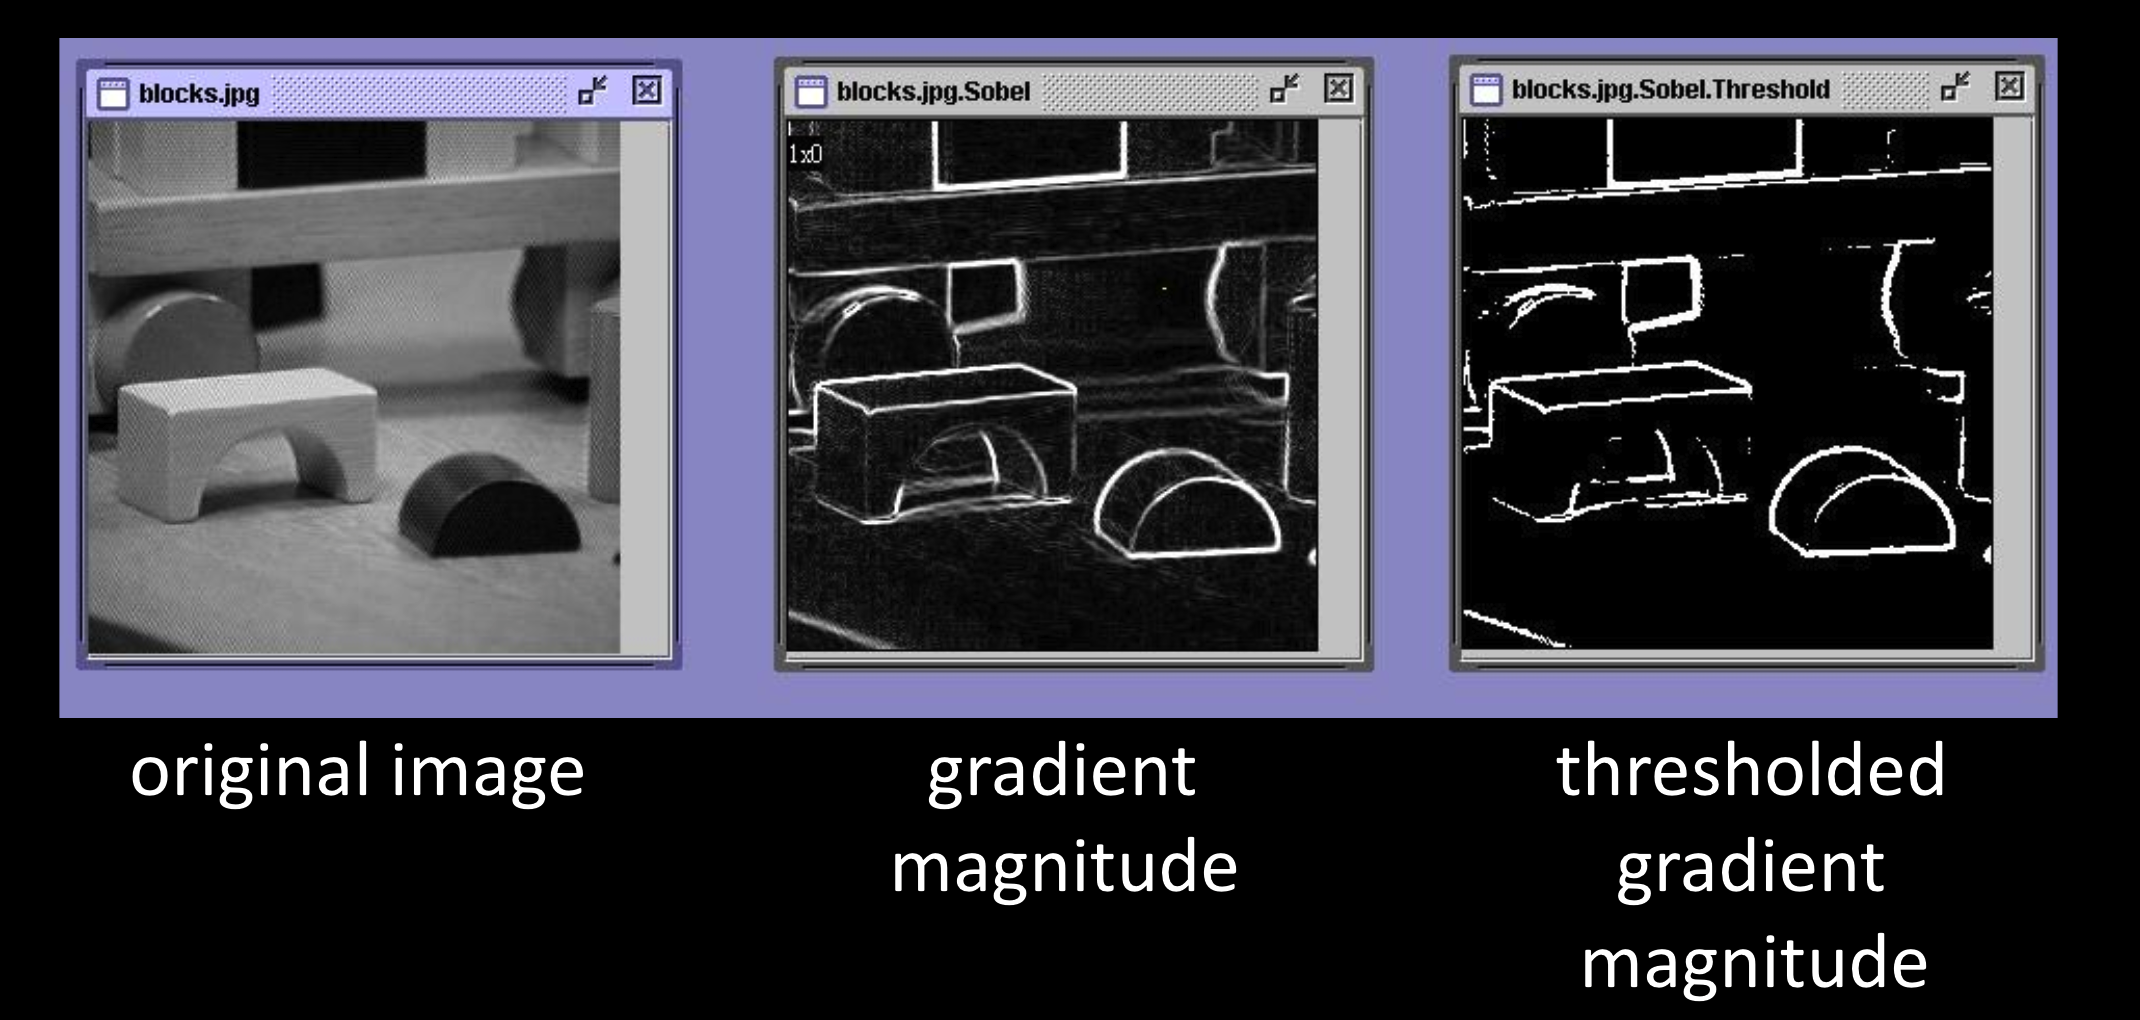 blocks.jpg
blocks.jpg.Sobel
blocks.jpg.Sobel.Threshold
1x0
original image
gradient
magnitude
thresholded
gradient
magnitude